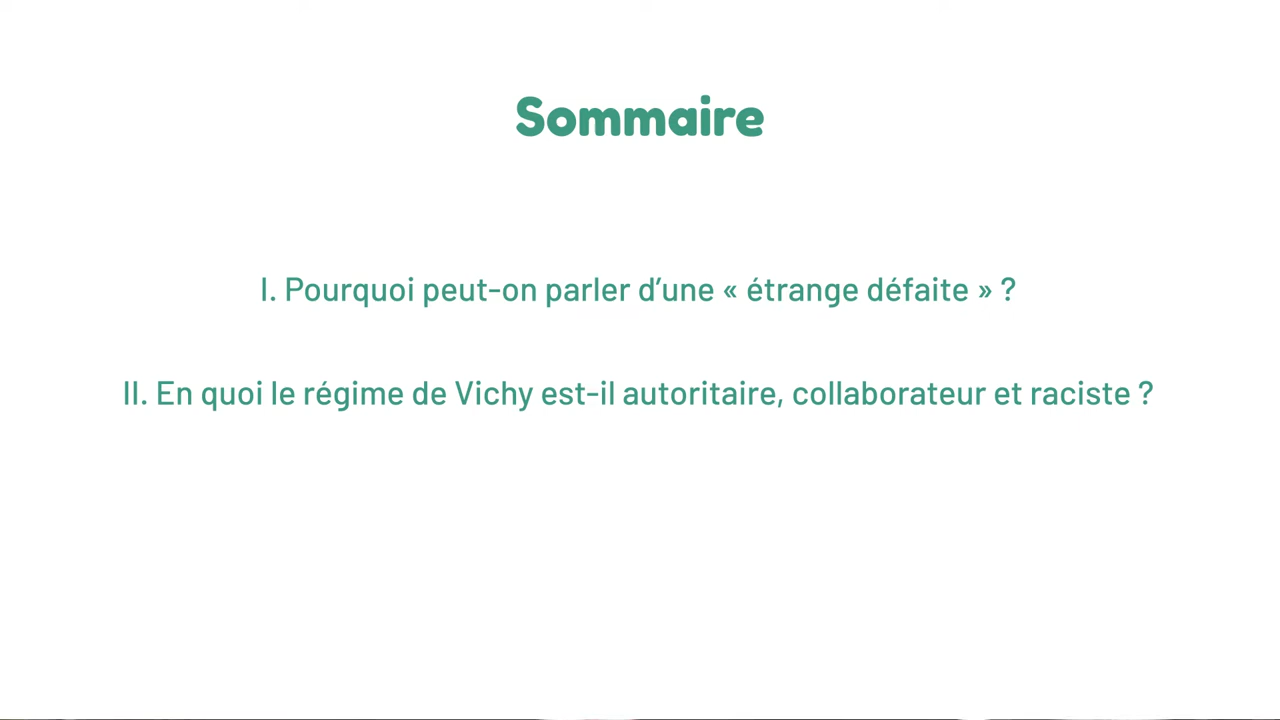 Sommaire
I. Pourquoi peut-on parler d’une « étrange défaite » ?
II. En quoi le régime de Vichy est-il autoritaire, collaborateur et raciste ?